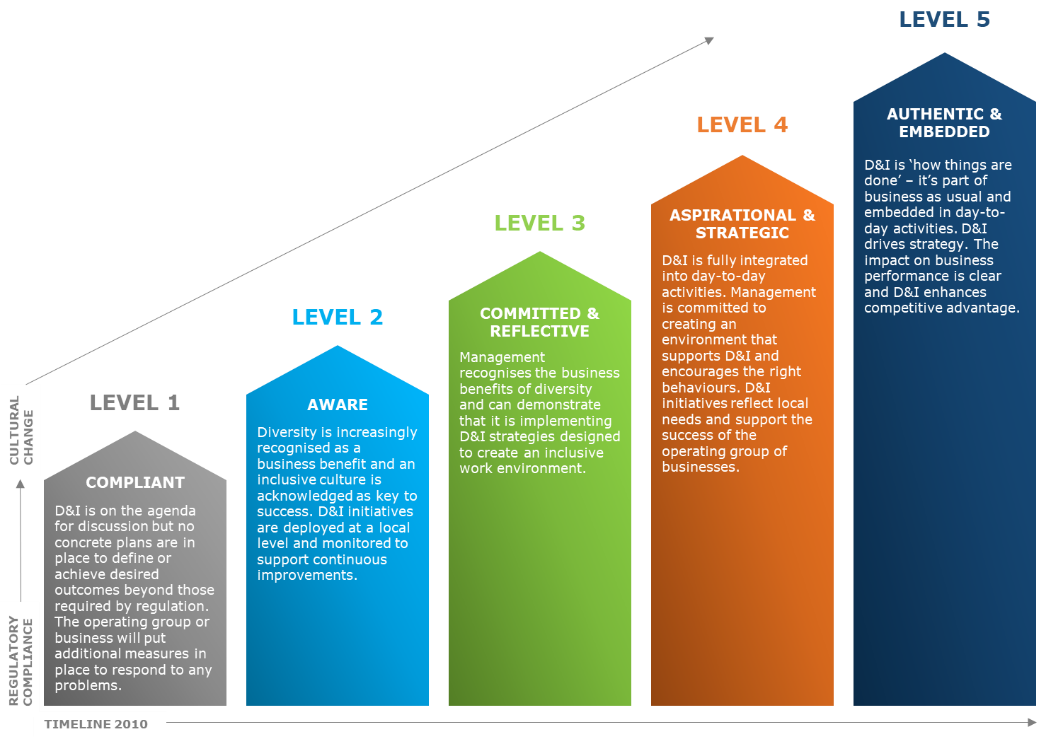 LEVEL 5
AUTHENTIC &
EMBEDDED
D&I is ‘how things are
done’ – it’s part of
business as usual and
embedded in day-to-
day activities. D&I
drives strategy. The
impact on business
performance is clear
and D&I enhances
competitive advantage.
LEVEL 4
ASPIRATIONAL &
STRATEGIC
D&I is fully integrated
into day-to-day
activities. Management
is committed to
creating an
environment that
supports D&I and
encourages the right
behaviours. D&I
initiatives reflect local
needs and support the
success of the
operating group of
businesses.
LEVEL 3
COMMITTED &
REFLECTIVE
Management
recognises the business
benefits of diversity
and can demonstrate
that it is implementing
D&I strategies designed
to create an inclusive
work environment.
LEVEL 2
AWARE
Diversity is increasingly
recognised as a
business benefit and an
inclusive culture is
acknowledged as key to
success. D&I initiatives
are deployed at a local
level and monitored to
support continuous
improvements.
LEVEL 1
COMPLIANT
D&I is on the agenda
for discussion but no
concrete plans are in
place to define or
achieve desired
outcomes beyond those
required by regulation.
The operating group or
business will put
additional measures in
place to respond to any
problems.
CULTURAL
CHANGE
REGULATORY
COMPLIANCE
TIMELINE 2010